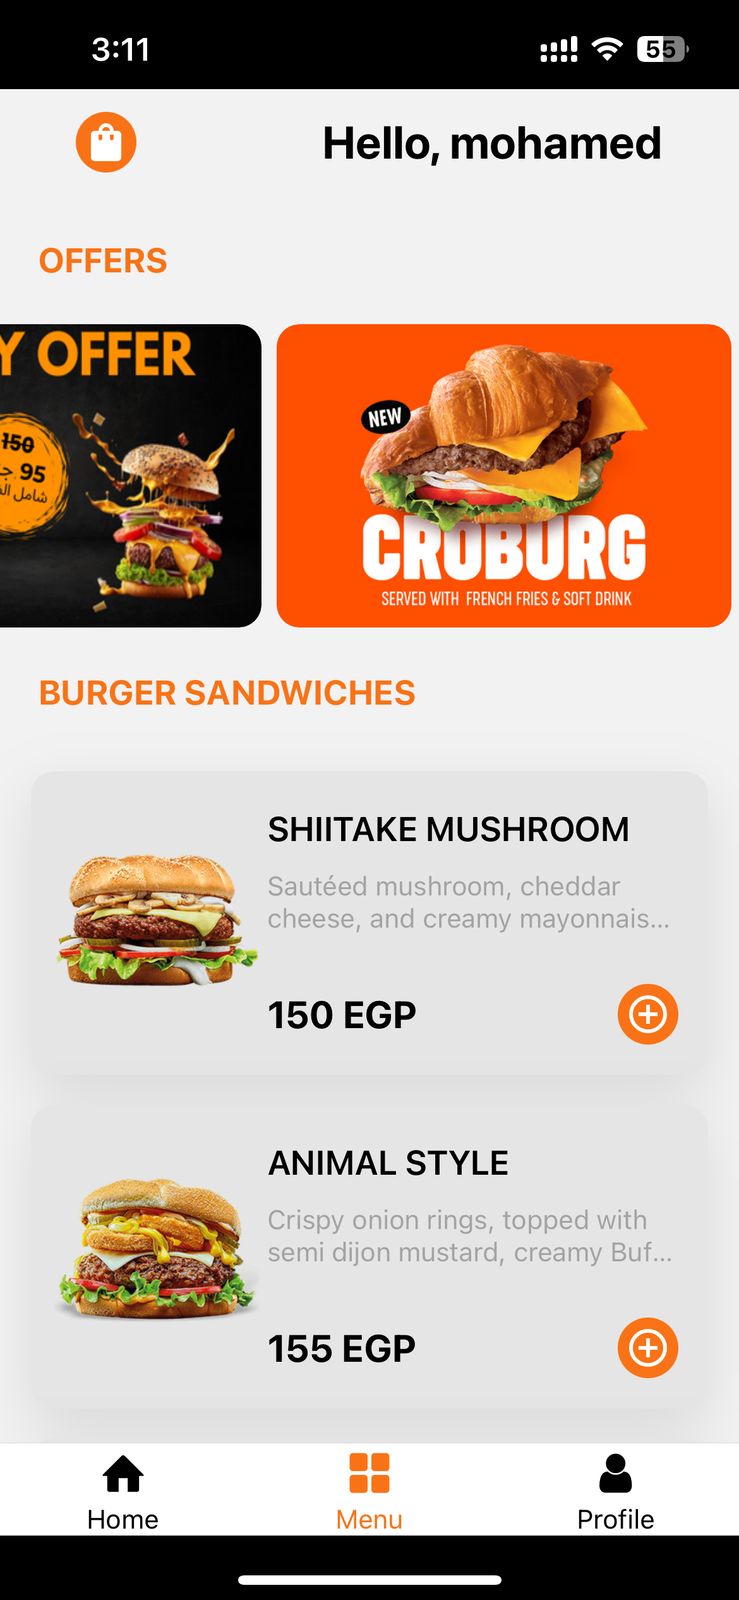 3:11
55
Hello, mohamed
OFFERS
Y OFFER
150
95
شامل
NEW
CROBURG
SERVED WITH FRENCH FRIES & SOFT DRINK
BURGER SANDWICHES
SHIITAKE MUSHROOM
Sautéed mushroom, cheddar
cheese, and creamy mayonnais...
150 EGP
ANIMAL STYLE
Crispy onion rings, topped with
semi dijon mustard, creamy Buf...
155 EGP
Home
Menu
Profile